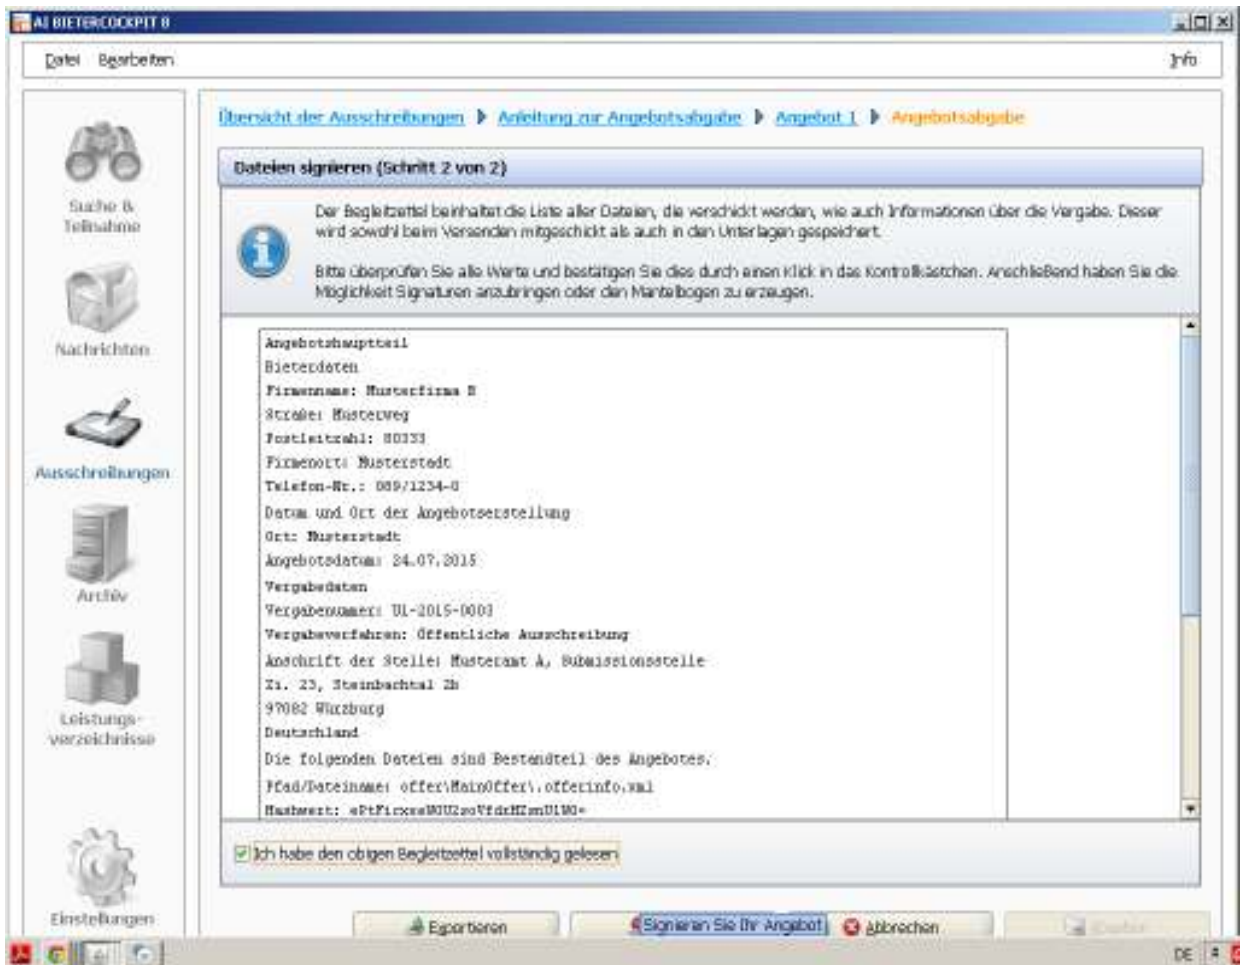 AI BIETERCOCKPIT 8
Datei Bearbeiten Info
Übersicht der Ausschreibungen Anleitung zur Angebotsabgabe Angebot 1 Angebotsabgabe
Dateien signieren (Schritt 2 von 2)
Der Begleitzettel beinhaltet die Liste aller Dateien, die verschickt werden, wie auch Informationen über die Vergabe. Dieser
wird sowohl beim Versenden mitgeschickt als auch in den Unterlagen gespeichert.
Bitte überprüfen Sie alle Werte und bestätigen Sie dies durch einen Klick in das Kontrollkästchen. Anschließend haben Sie die
Möglichkeit Signaturen anzubringen oder den Mantelbogen zu erzeugen.
Suche &
Teilnahme
Nachrichten
Ausschreibungen
Archiv
Leistungs-
verzeichnisse
Einstellungen
Angebotshauptteil
Bieterdaten
Firmenname: Musterfirma B
Straße: Musterweg
Postleitzahl: 80333
Firmenort: Musterstadt
Telefon-Nr.: 089/1234-0
Datum und Ort der Angebotserstellung
Ort: Musterstadt
Angebotsdatum: 24.07.2015
Vergabedaten
Vergabenummer: Ul-2015-0003
Vergabeverfahren: Öffentliche Ausschreibung
Anschrift der Stelle: Musteramt A, Submissionsstelle
Zi. 23, Steinbachtal 2b
97082 Würzburg
Deutschland
Die folgenden Dateien sind Bestandteil des Angebotes.
Pfad/Dateiname: offer\MainOffer\.offerinfo.xml
Hashwert:
Ich habe den obigen Begleitzettel vollständig gelesen
Exportieren Signieren Sie Ihr Angebot Abbrechen
DE